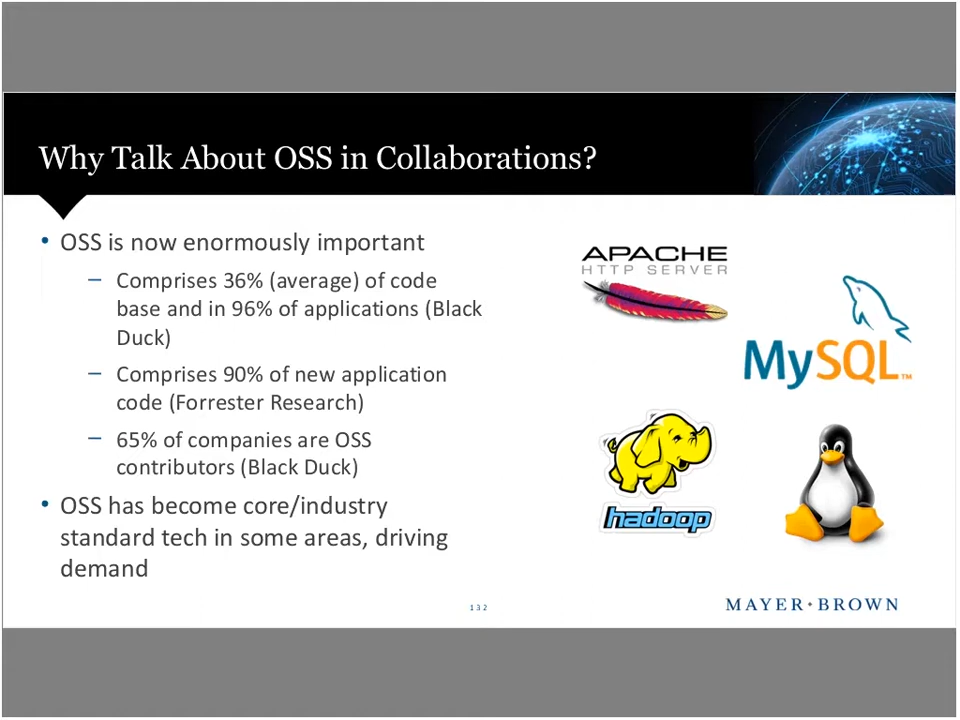 Why Talk About OSS in Collaborations?
• OSS is now enormously important
– Comprises 36% (average) of code
base and in 96% of applications (Black
Duck)
– Comprises 90% of new application
code (Forrester Research)
– 65% of companies are OSS
contributors (Black Duck)
• OSS has become core/industry
standard tech in some areas, driving
demand
APACHE
HTTP SERVER
MySQL™
hadoop
132
MAYER•BROWN